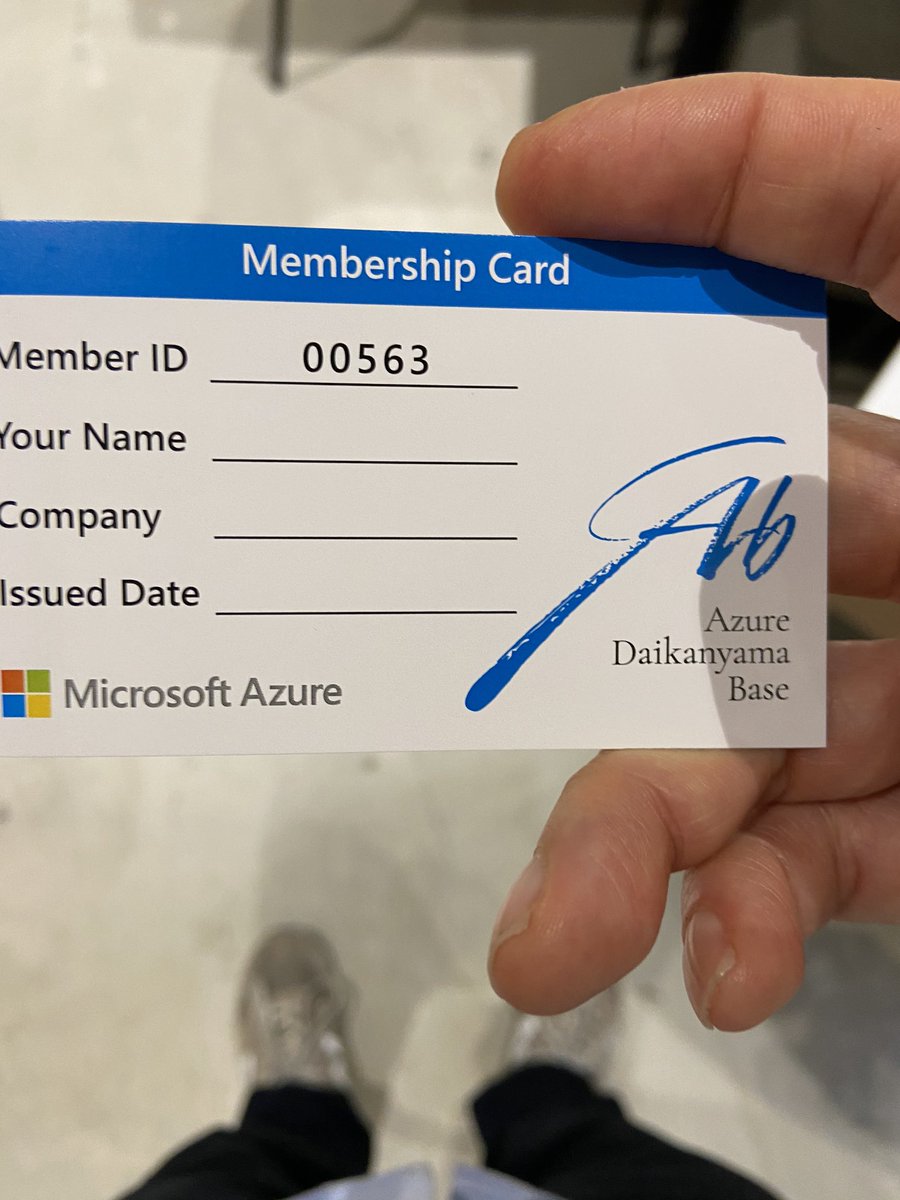 Membership Card
Member ID 00563
Your Name
Company
Issued Date
Microsoft Azure
Ab
Azure
Daikanyama
Base